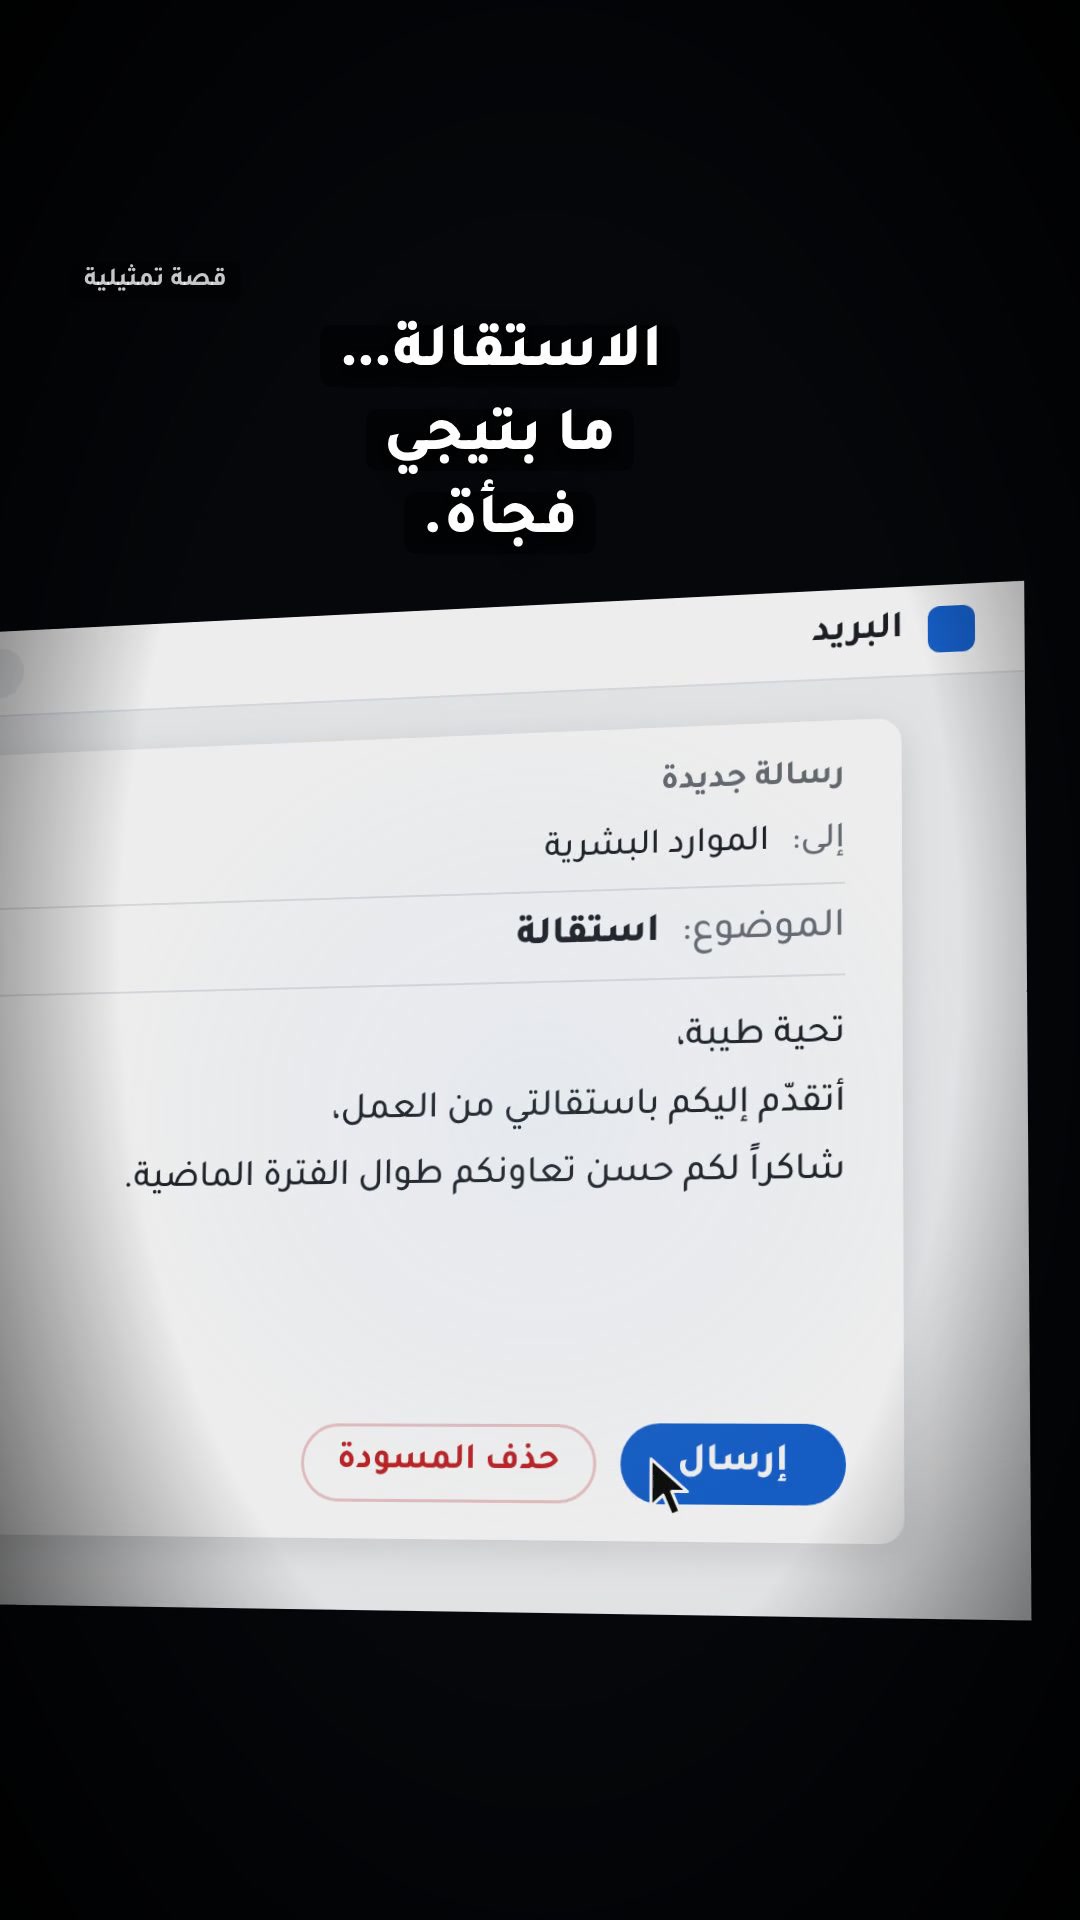 قصة تمثيلية
الاستقالة...
ما بتيجي
فجأة.
البريد
رسالة جديدة
إلى: الموارد البشرية
الموضوع: استقالة
تحية طيبة،
أتقدّم إليكم باستقالتي من العمل،
شاكراً لكم حسن تعاونكم طوال الفترة الماضية.
إرسال
حذف المسودة